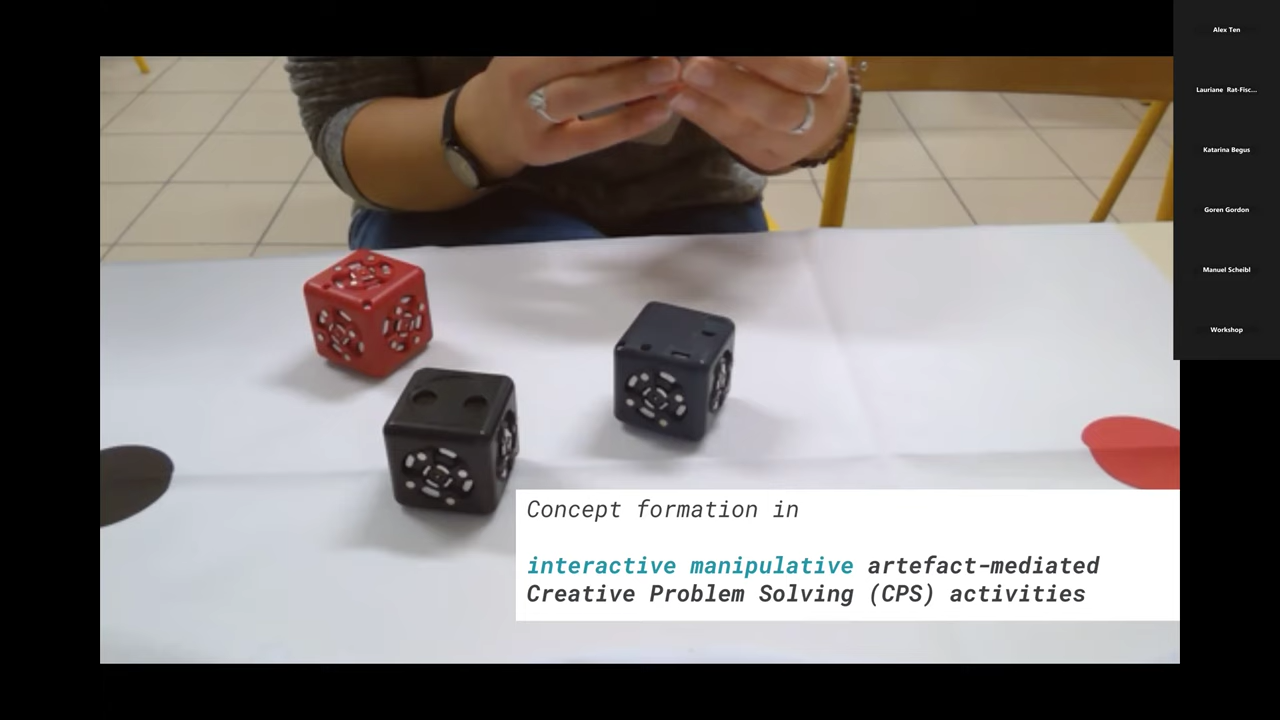 Concept formation in
interactive manipulative artefact-mediated
Creative Problem Solving (CPS) activities
Alex Ten
Lauriane Rat-Fisc...
Katarina Begus
Goren Gordon
Manuel Scheibl
Workshop